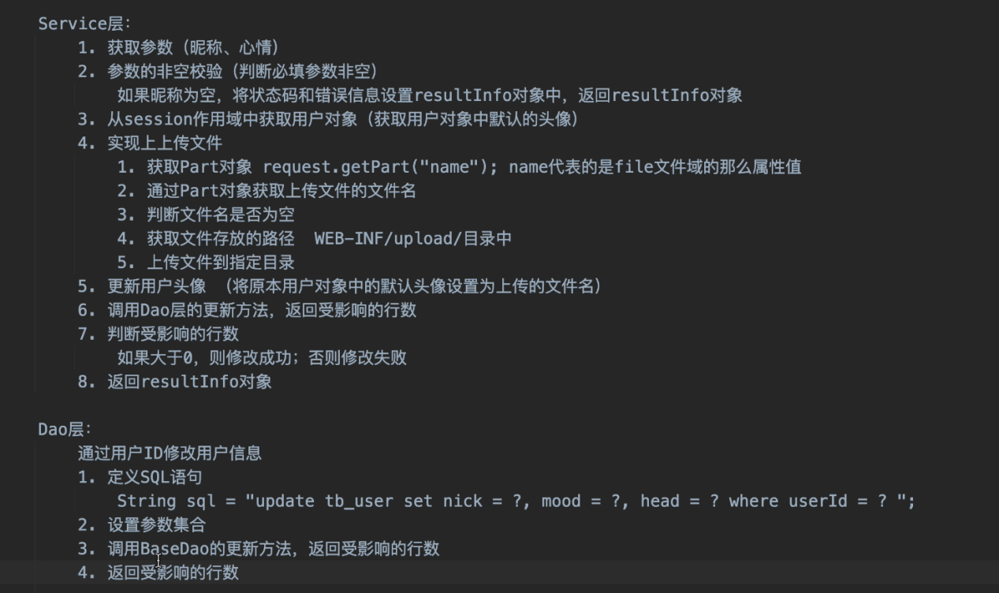 Service层:
1. 获取参数（昵称、心情）
2. 参数的非空校验（判断必填参数非空）
如果昵称为空，将状态码和错误信息设置resultInfo对象中，返回resultInfo对象
3. 从session作用域中获取用户对象（获取用户对象中默认的头像）
4. 实现上上传文件
1. 获取Part对象 request.getPart("name"); name代表的是file文件域的那么属性值
2. 通过Part对象获取上传文件的文件名
3. 判断文件名是否为空
4. 获取文件存放的路径  WEB-INF/upload/目录中
5. 上传文件到指定目录
5. 更新用户头像 （将原本用户对象中的默认头像设置为上传的文件名）
6. 调用Dao层的更新方法，返回受影响的行数
7. 判断受影响的行数
如果大于0，则修改成功；否则修改失败
8. 返回resultInfo对象
Dao层:
通过用户ID修改用户信息
1. 定义SQL语句
String sql = "update tb_user set nick = ?, mood = ?, head = ? where userId = ? ";
2. 设置参数集合
3. 调用BaseDao的更新方法，返回受影响的行数
4. 返回受影响的行数